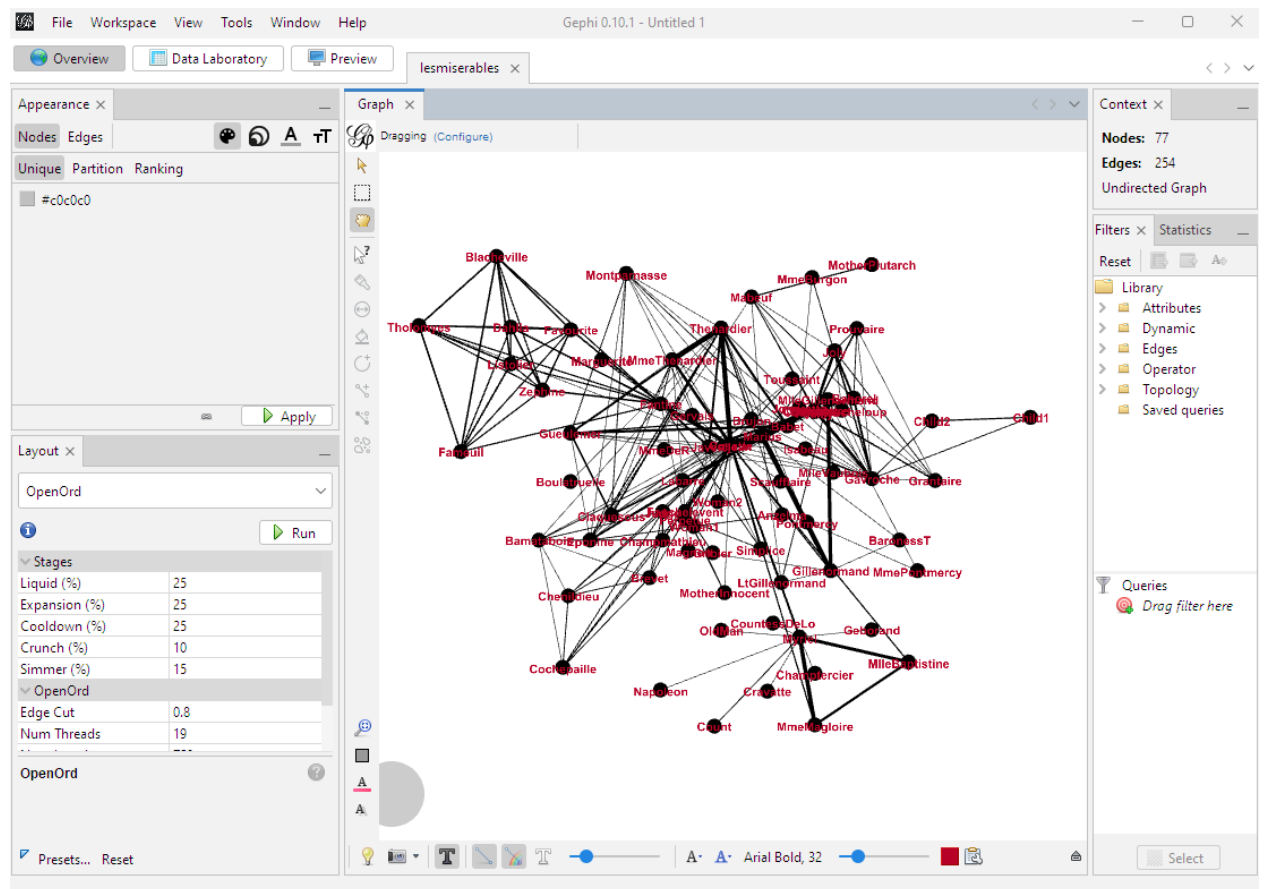 File Workspace View Tools Window Help Gephi 0.10.1 - Untitled 1
Overview Data Laboratory Preview lesmiserables
Appearance
Nodes Edges
Unique Partition Ranking
#c0c0c0
Apply
Layout
OpenOrd
Run
Stages
Liquid (%) 25
Expansion (%) 25
Cooldown (%) 25
Crunch (%) 10
Simmer (%) 15
OpenOrd
Edge Cut 0.8
Num Threads 19
OpenOrd
Presets... Reset
Graph
Dragging (Configure)
Blacheville
MotherPlutarch
Montparnasse
MmeBurgon
Mabeuf
Tholomyes
Dahlia
Favourite
Thenardier
Prouvaire
Joly
Listolier
Marguerite
MmeThenardier
Toussaint
Zephine
Fantine
Gervais
Brujon
Babet
Marius
Child2
Child1
Gueulemer
Fameuil
Isabeau
MlleVaubois
Gavroche
Grantaire
Boulatruelle
Labarre
Scaufflaire
Woman2
Claquesous
Anselme
Pontmercy
Perpetue
Woman1
Bamatabois
Eponine
Champmathieu
Simplice
BaronessT
Gillenormand
MmePontmercy
Brevet
LtGillenormand
Chenildieu
MotherInnocent
CountessDeLo
OldMan
Myriel
Geborand
Cochepaille
MlleBaptistine
Champtercier
Napoleon
Cravatte
Count
MmeMagloire
Arial Bold, 32
Context
Nodes: 77
Edges: 254
Undirected Graph
Filters Statistics
Reset
Library
Attributes
Dynamic
Edges
Operator
Topology
Saved queries
Queries
Drag filter here
Select